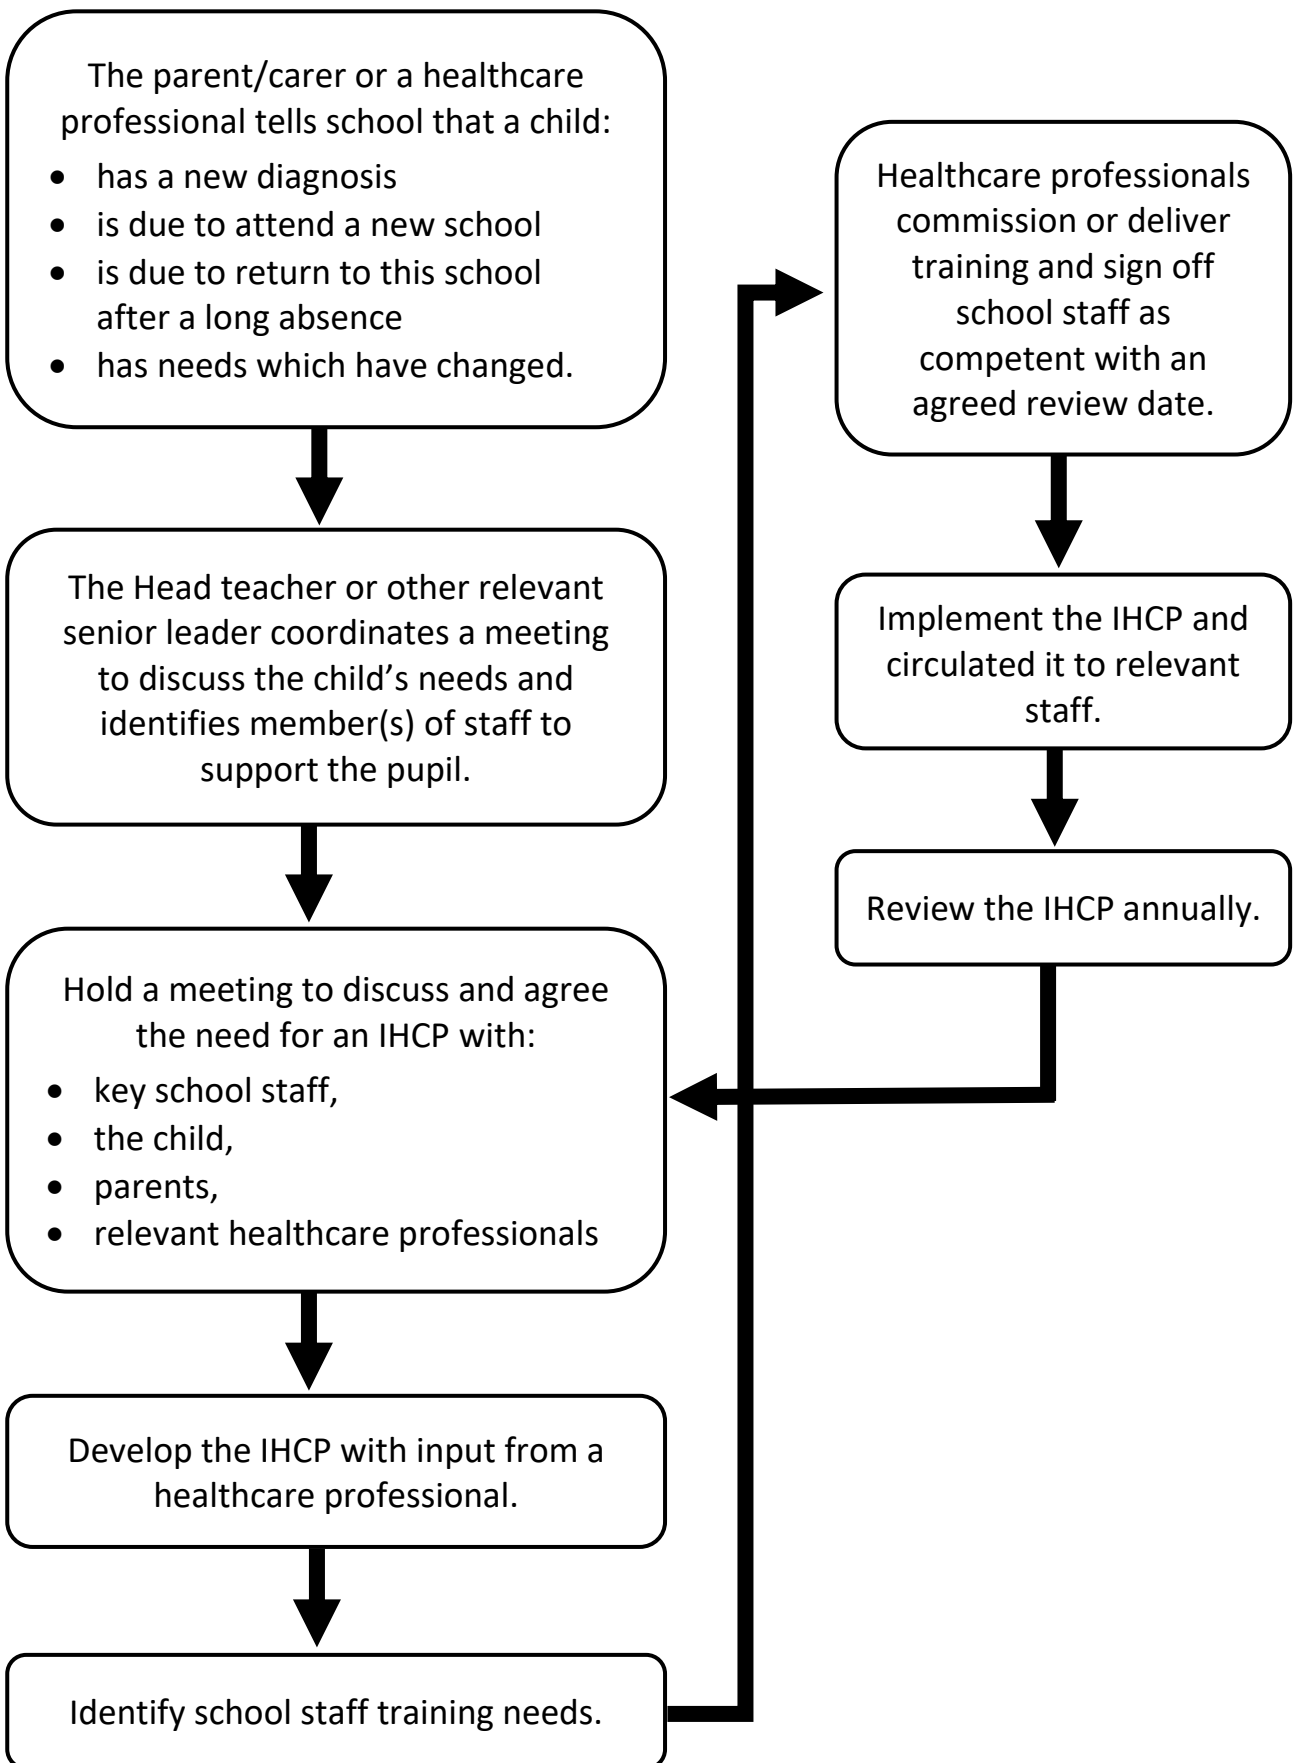 The parent/carer or a healthcare
professional tells school that a child:
• has a new diagnosis
• is due to attend a new school
• is due to return to this school
after a long absence
• has needs which have changed.
The Head teacher or other relevant
senior leader coordinates a meeting
to discuss the child’s needs and
identifies member(s) of staff to
support the pupil.
Hold a meeting to discuss and agree
the need for an IHCP with:
• key school staff,
• the child,
• parents,
• relevant healthcare professionals
Develop the IHCP with input from a
healthcare professional.
Identify school staff training needs.
Healthcare professionals
commission or deliver
training and sign off
school staff as
competent with an
agreed review date.
Implement the IHCP and
circulated it to relevant
staff.
Review the IHCP annually.